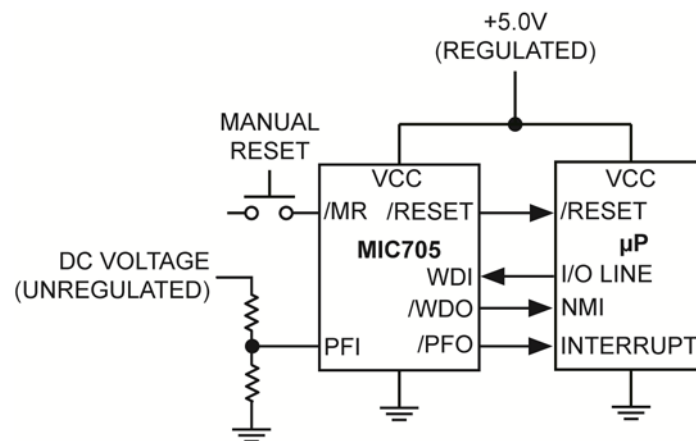 +5.0V
(REGULATED)
MANUAL
RESET
VCC
VCC
/MR
/RESET
/RESET
MIC705
µP
DC VOLTAGE
(UNREGULATED)
WDI
I/O LINE
/WDO
NMI
PFI
/PFO
INTERRUPT